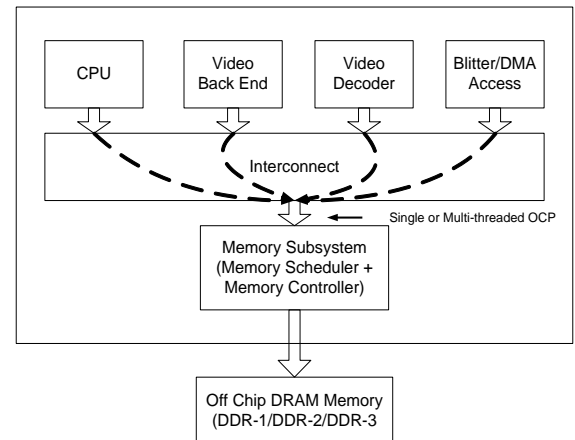 CPU
Video
Back End
Video
Decoder
Blitter/DMA
Access
Interconnect
Single or Multi-threaded OCP
Memory Subsystem
(Memory Scheduler +
Memory Controller)
Off Chip DRAM Memory
(DDR-1/DDR-2/DDR-3